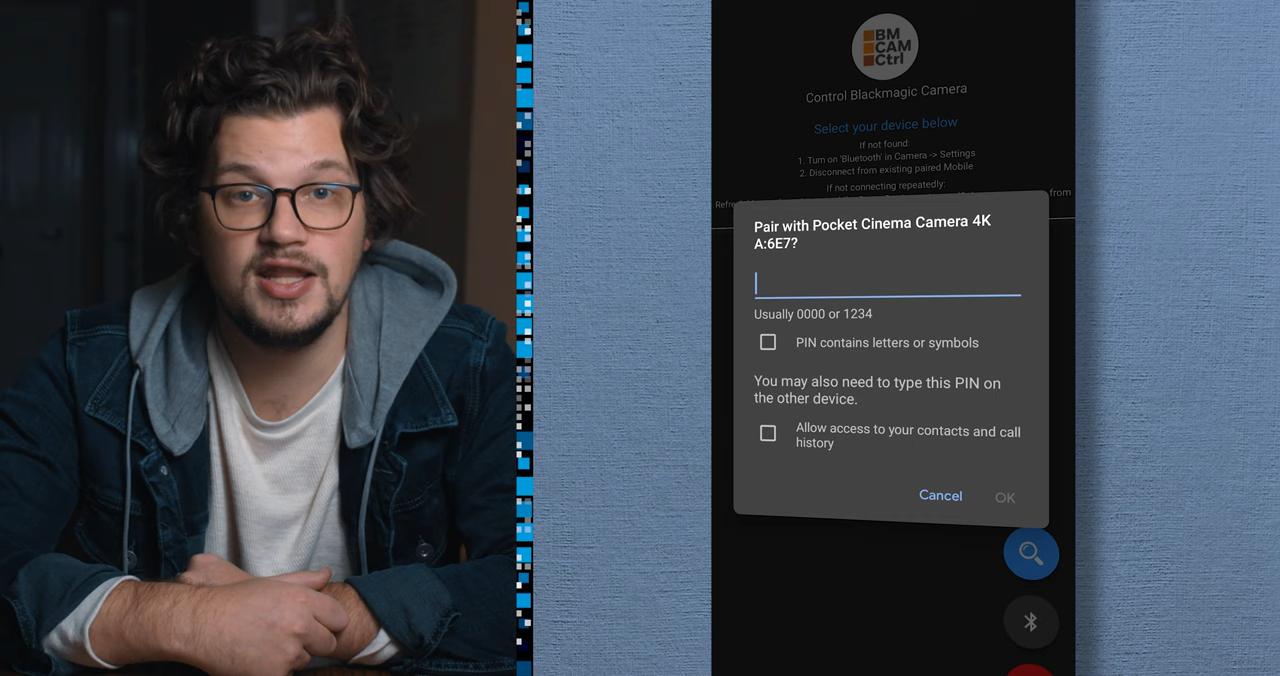 BM
CAM
Ctrl
Control Blackmagic Camera
Select your device below
If not found:
1. Turn on 'Bluetooth' in Camera -> Settings
2. Disconnect from existing paired Mobile
If not connecting repeatedly:
from
Pair with Pocket Cinema Camera 4K
A:6E7?
Usually 0000 or 1234
PIN contains letters or symbols
You may also need to type this PIN on
the other device.
Allow access to your contacts and call
history
Cancel
OK